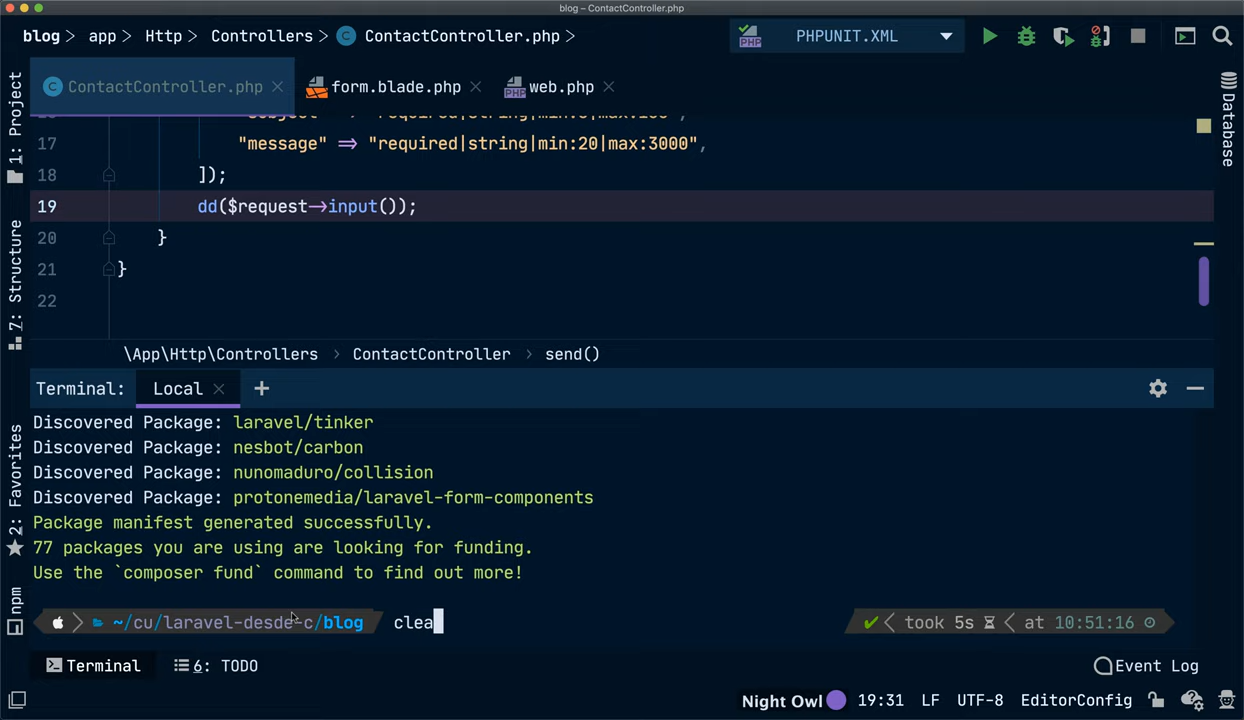 blog – ContactController.php
blog > app > Http > Controllers > C ContactController.php >
PHP PHPUNIT.XML
C ContactController.php × form.blade.php × PHP web.php ×
17 "message" => "required|string|min:20|max:3000",
18 ]);
19 dd($request->input());
20 }
21 }
22
\App\Http\Controllers > ContactController > send()
Terminal: Local × +
Discovered Package: laravel/tinker
Discovered Package: nesbot/carbon
Discovered Package: nunomaduro/collision
Discovered Package: protonemedia/laravel-form-components
Package manifest generated successfully.
77 packages you are using are looking for funding.
Use the `composer fund` command to find out more!
~/cu/laravel-desde-c/blog clea
took 5s at 10:51:16
Terminal 6: TODO
Event Log
Night Owl 19:31 LF UTF-8 EditorConfig
1: Project
7: Structure
2: Favorites
npm
Database